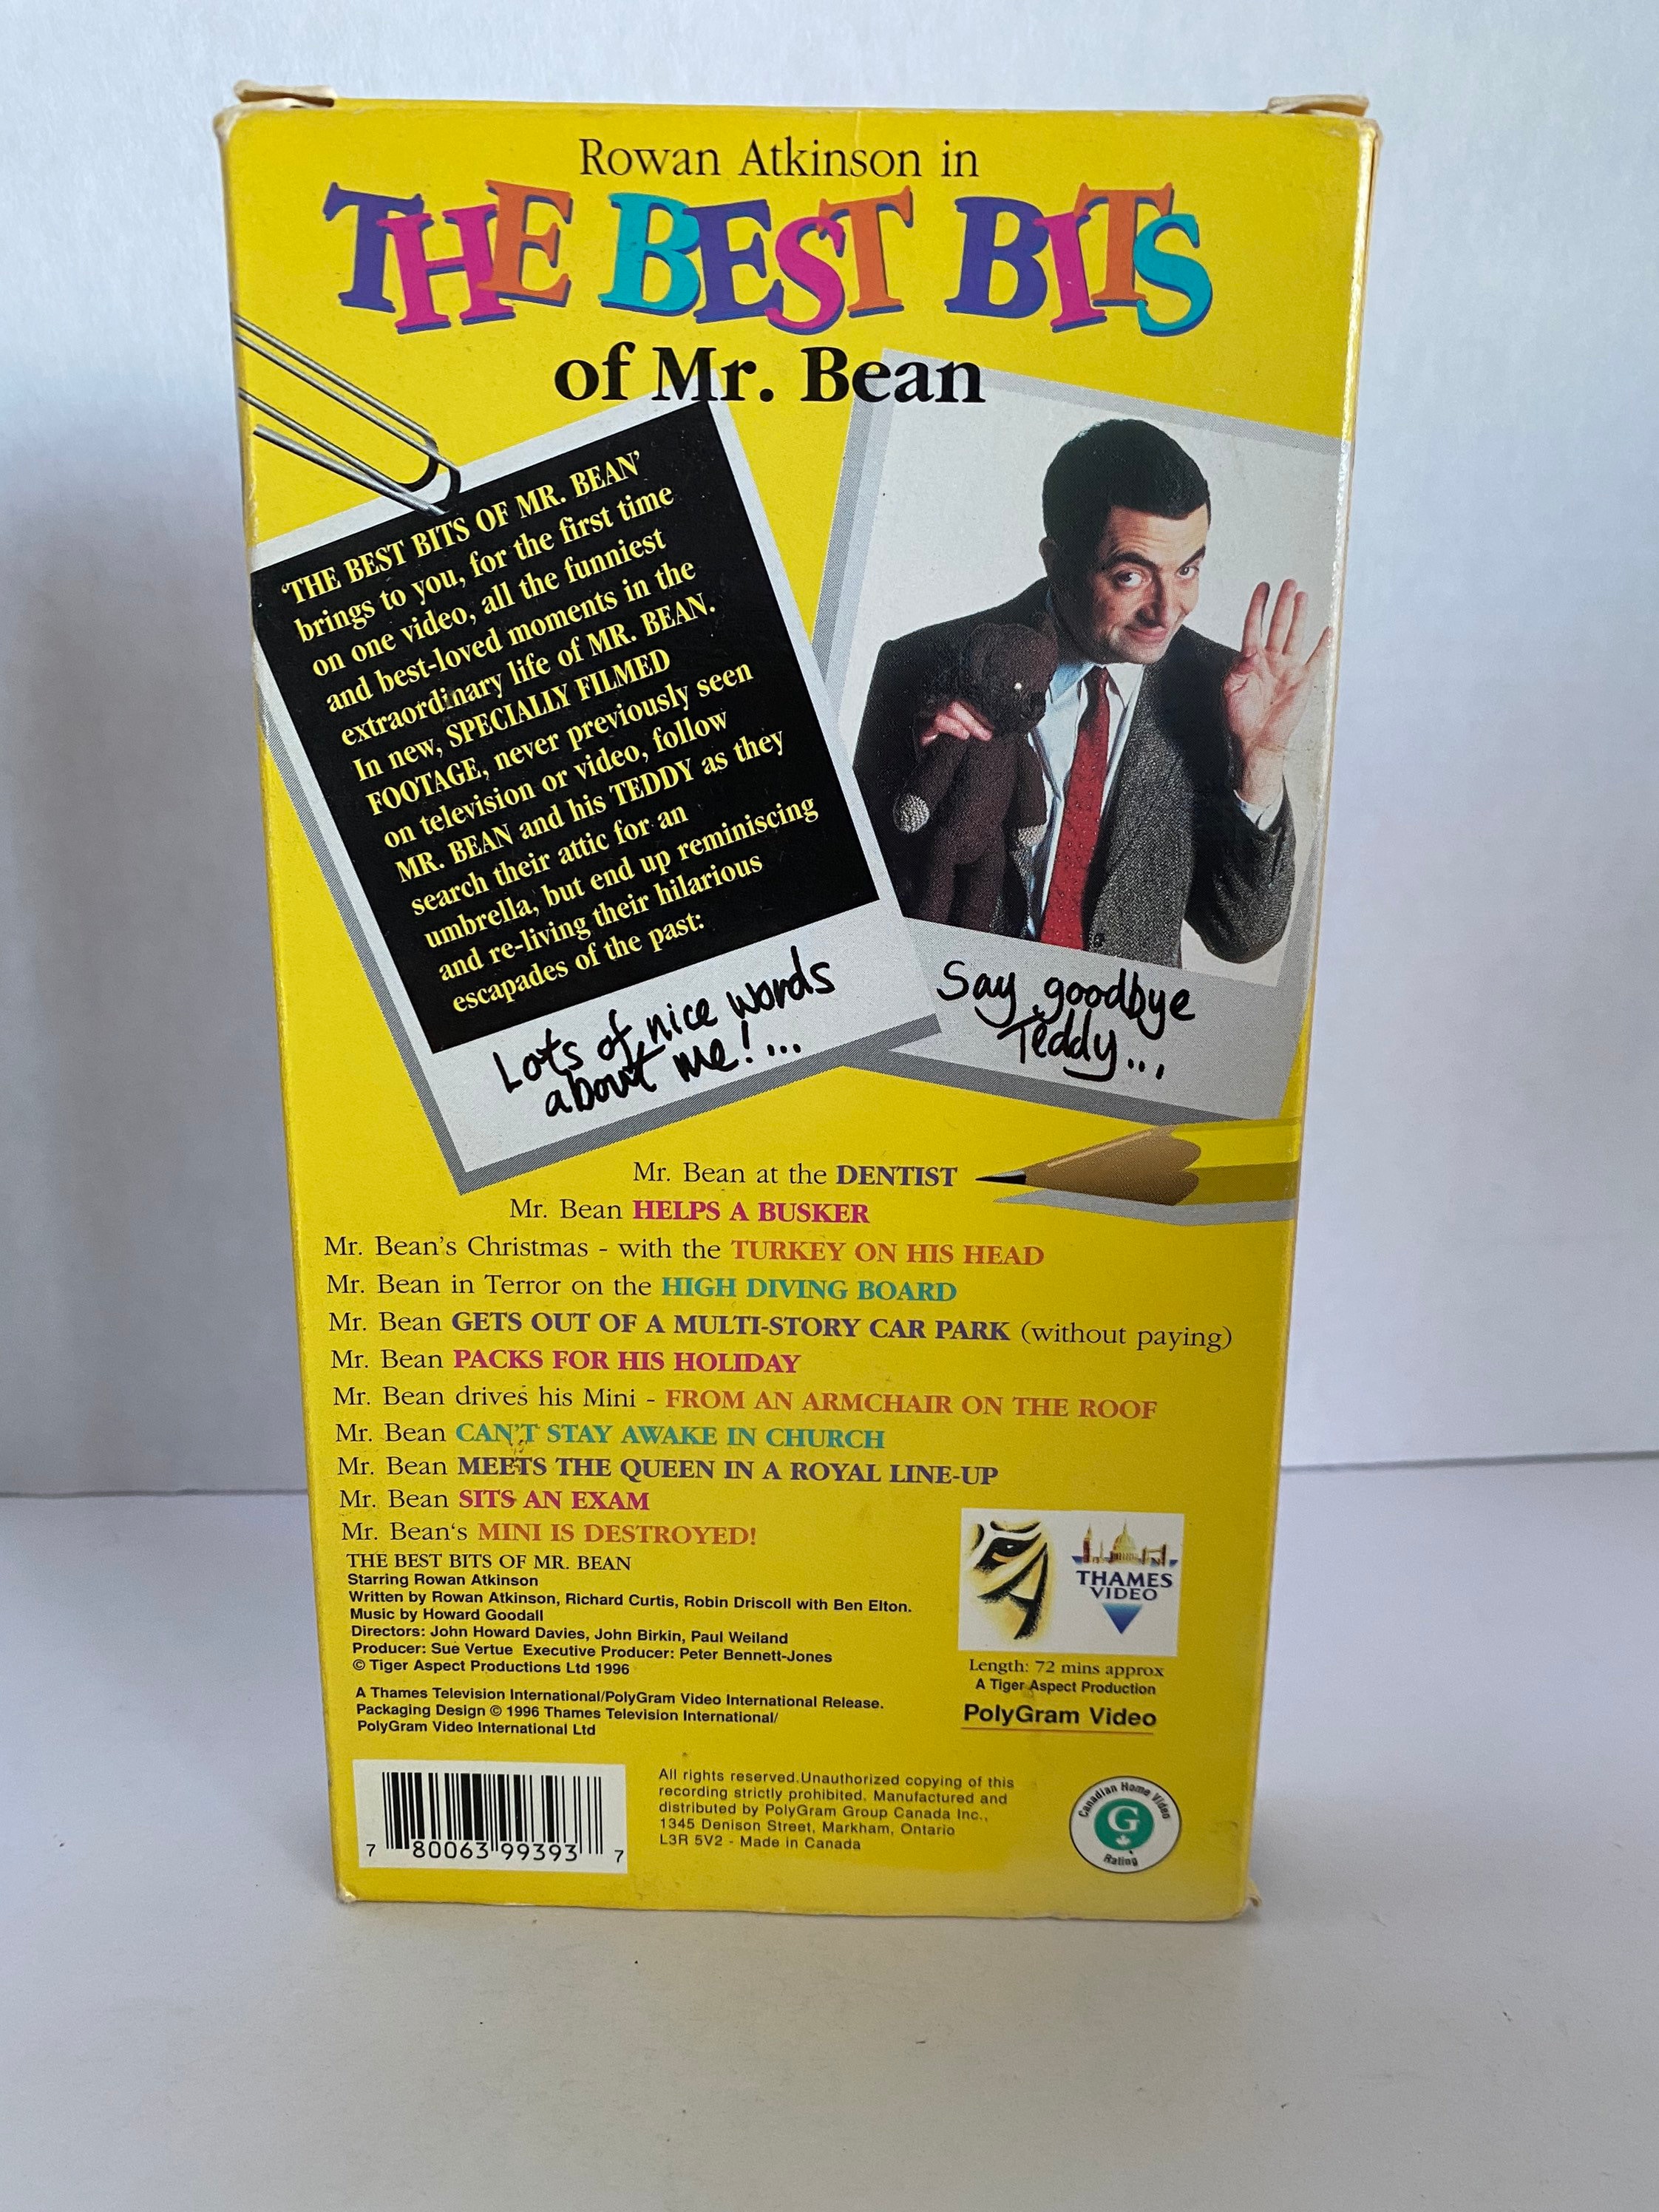 Rowan Atkinson in
THE BEST BITS
of Mr. Bean
'THE BEST BITS OF MR. BEAN'
brings to you, for the first time
on one video, all the funniest
and best-loved moments in the
extraordinary life of MR. BEAN.
In new, SPECIALLY FILMED
FOOTAGE, never previously seen
on television or video, follow
MR. BEAN and his TEDDY as they
search their attic for an
umbrella, but end up reminiscing
and re-living their hilarious
escapades of the past:
Lots of nice words
about me!...
Say goodbye
Teddy...
Mr. Bean at the DENTIST
Mr. Bean HELPS A BUSKER
Mr. Bean's Christmas - with the TURKEY ON HIS HEAD
Mr. Bean in Terror on the HIGH DIVING BOARD
Mr. Bean GETS OUT OF A MULTI-STORY CAR PARK (without paying)
Mr. Bean PACKS FOR HIS HOLIDAY
Mr. Bean drives his Mini - FROM AN ARMCHAIR ON THE ROOF
Mr. Bean CAN'T STAY AWAKE IN CHURCH
Mr. Bean MEETS THE QUEEN IN A ROYAL LINE-UP
Mr. Bean SITS AN EXAM
Mr. Bean's MINI IS DESTROYED!
THE BEST BITS OF MR. BEAN
Starring Rowan Atkinson
Written by Rowan Atkinson, Richard Curtis, Robin Driscoll with Ben Elton.
Music by Howard Goodall
Directors: John Howard Davies, John Birkin, Paul Weiland
Producer: Sue Vertue Executive Producer: Peter Bennett-Jones
© Tiger Aspect Productions Ltd 1996
A Thames Television International/PolyGram Video International Release.
Packaging Design © 1996 Thames Television International/
PolyGram Video International Ltd
THAMES
VIDEO
Length: 72 mins approx
A Tiger Aspect Production
PolyGram Video
7 80063 99393 7
All rights reserved.Unauthorized copying of this
recording strictly prohibited. Manufactured and
distributed by PolyGram Group Canada Inc.,
1345 Denison Street, Markham, Ontario
L3R 5V2 - Made in Canada
Canadian Home Video
G
Rating